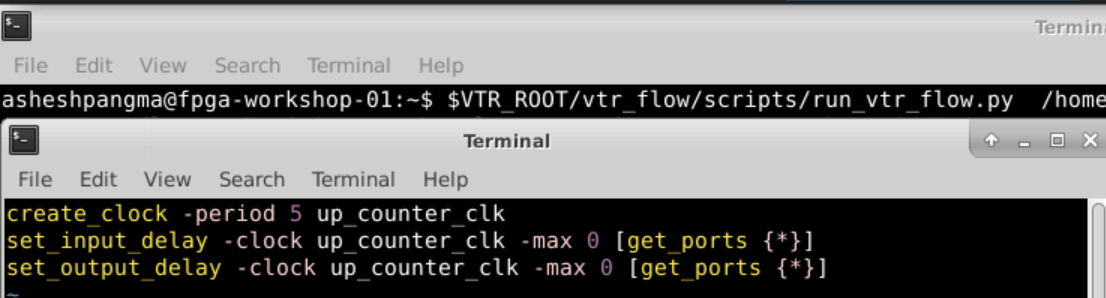 Termin
File Edit View Search Terminal Help
asheshpangma@fpga-workshop-01:~$ $VTR_ROOT/vtr_flow/scripts/run_vtr_flow.py /home
Terminal
File Edit View Search Terminal Help
create_clock -period 5 up_counter_clk
set_input_delay -clock up_counter_clk -max 0 [get_ports {*}]
set_output_delay -clock up_counter_clk -max 0 [get_ports {*}]
~